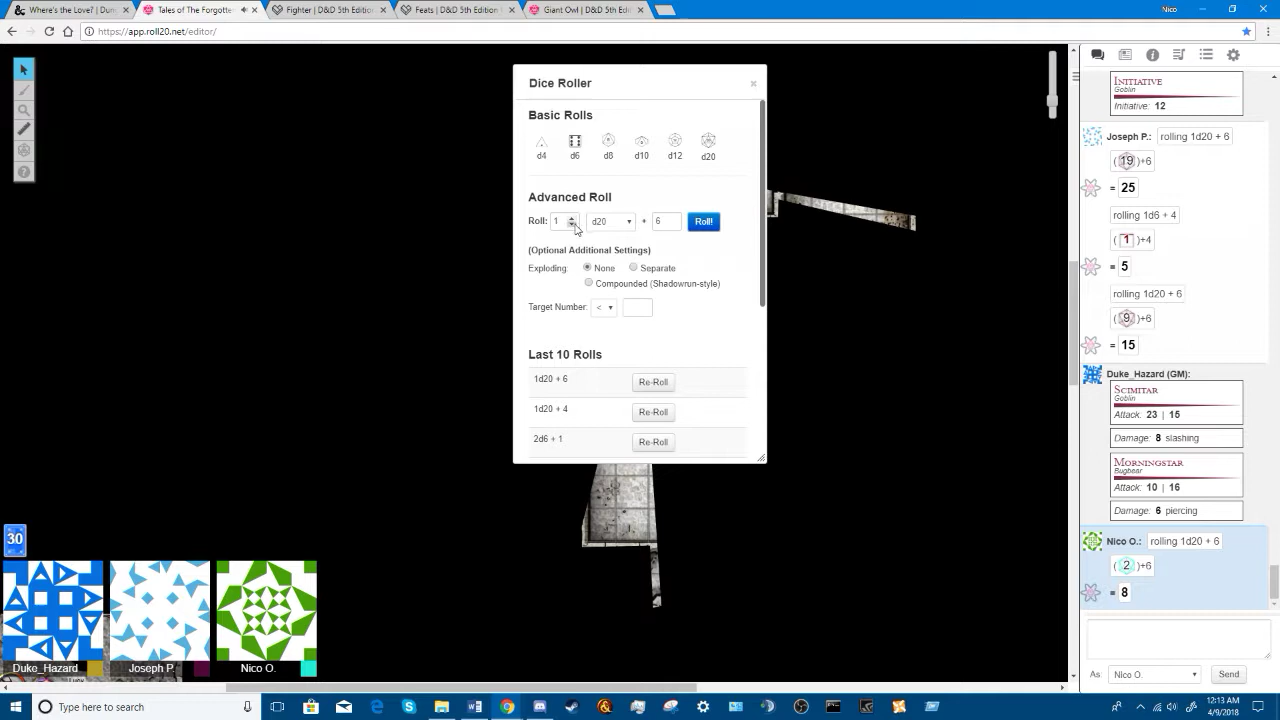 Where's the Love? | Dung
Tales of The Forgotte
Fighter | D&D 5th Edition
Feats | D&D 5th Edition
Giant Owl | D&D 5th Edi
Nico
https://app.roll20.net/editor/
Dice Roller
Basic Rolls
d4
d6
d8
d10
d12
d20
Advanced Roll
Roll: 1 d20 + 6 Roll!
(Optional Additional Settings)
Exploding: None Separate
Compounded (Shadowrun-style)
Target Number: <
Last 10 Rolls
1d20 + 6 Re-Roll
1d20 + 4 Re-Roll
2d6 + 1 Re-Roll
30
Duke_Hazard
Joseph P.
Nico O.
INITIATIVE
Goblin
Initiative: 12
Joseph P.: rolling 1d20 + 6
(19)+6
= 25
rolling 1d6 + 4
(1)+4
= 5
rolling 1d20 + 6
(9)+6
= 15
Duke_Hazard (GM):
SCIMITAR
Goblin
Attack: 23 | 15
Damage: 8 slashing
MORNINGSTAR
Bugbear
Attack: 10 | 16
Damage: 6 piercing
Nico O.: rolling 1d20 + 6
(2)+6
= 8
As: Nico O. Send
Type here to search
12:13 AM
4/9/2018